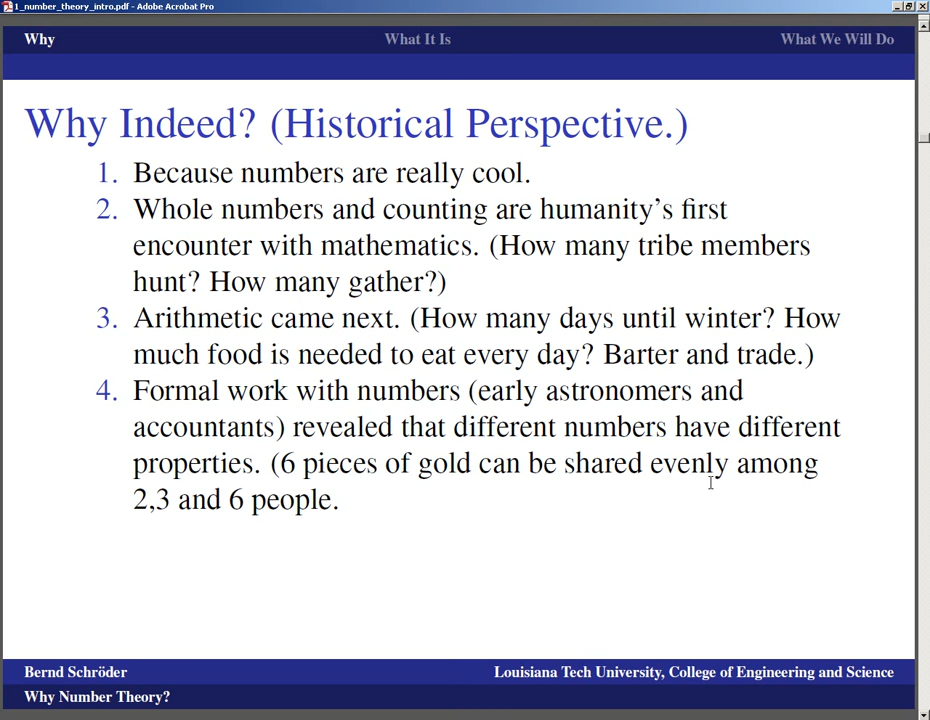 1_number_theory_intro.pdf - Adobe Acrobat Pro
Why What It Is What We Will Do
Why Indeed? (Historical Perspective.)
1. Because numbers are really cool.
2. Whole numbers and counting are humanity's first
encounter with mathematics. (How many tribe members
hunt? How many gather?)
3. Arithmetic came next. (How many days until winter? How
much food is needed to eat every day? Barter and trade.)
4. Formal work with numbers (early astronomers and
accountants) revealed that different numbers have different
properties. (6 pieces of gold can be shared evenly among
2,3 and 6 people.
Bernd Schröder Louisiana Tech University, College of Engineering and Science
Why Number Theory?